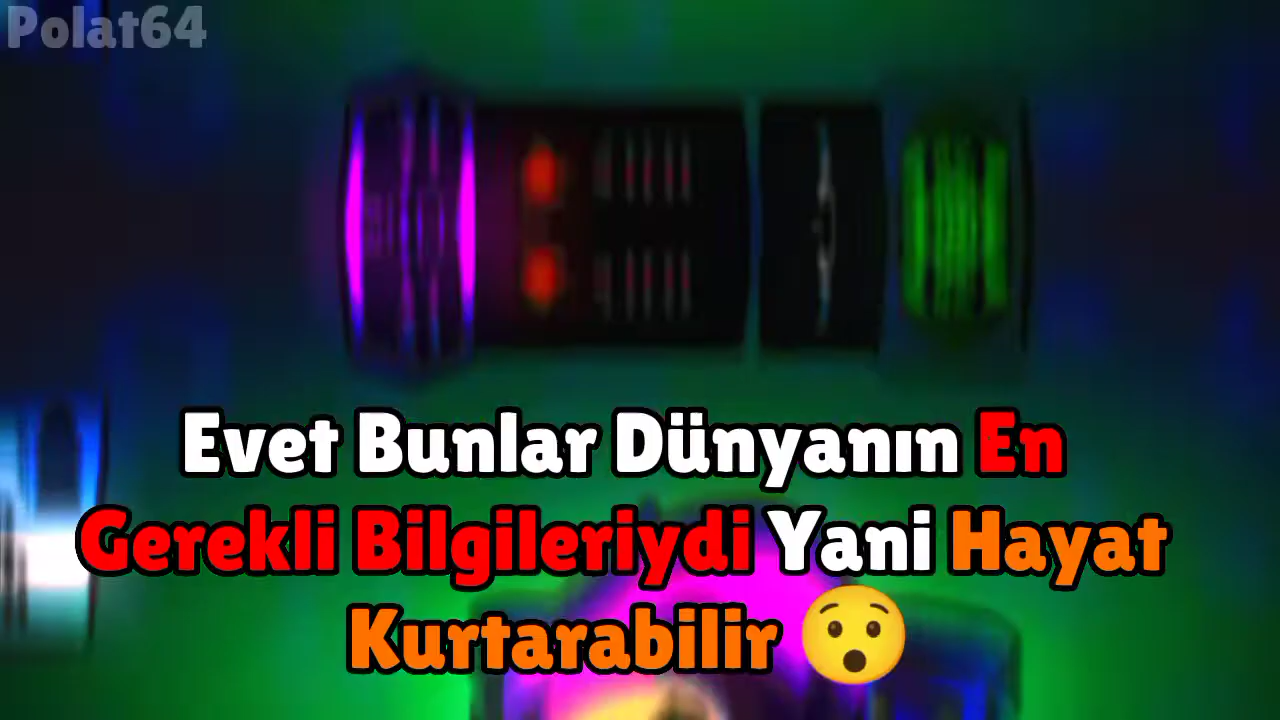 Polat64
Evet Bunlar Dünyanın En
Gerekli Bilgileriydi Yani Hayat
Kurtarabilir 😯